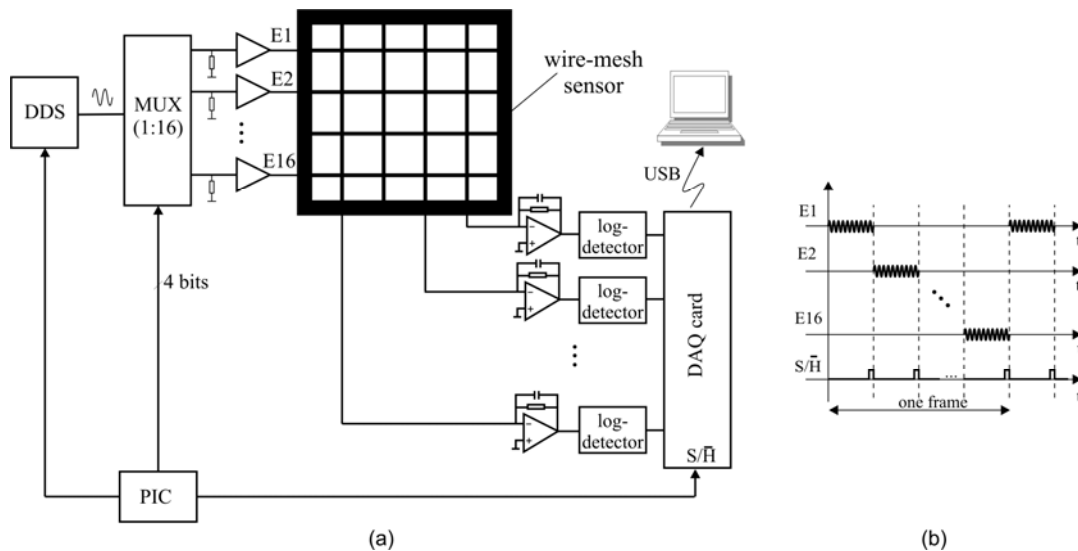 DDS
MUX
(1:16)
E1
E2
E16
wire-mesh
sensor
USB
log-
detector
log-
detector
log-
detector
DAQ card
S/H̅
4 bits
PIC
(a)
E1
t
E2
t
E16
t
S/H̅
...
t
one frame
(b)